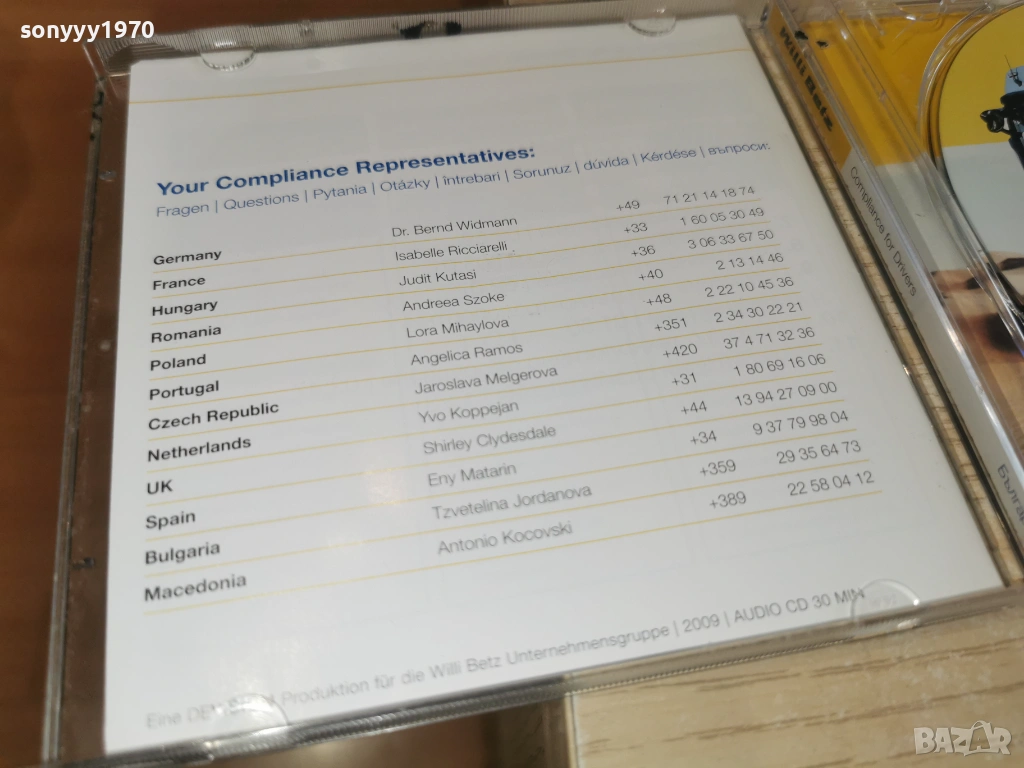 sonyyy1970
Your Compliance Representatives:
Fragen | Questions | Pytania | Otázky | întrebari | Sorunuz | dúvida | Kérdése | въпроси:
Germany Dr. Bernd Widmann +49 71 21 14 18 74
France Isabelle Ricciarelli +33 1 60 05 30 49
Hungary Judit Kutasi +36 3 06 33 67 50
Romania Andreea Szoke +40 2 13 14 46
Poland Lora Mihaylova +48 2 22 10 45 36
Portugal Angelica Ramos +351 2 34 30 22 21
Czech Republic Jaroslava Melgerova +420 37 4 71 32 36
Netherlands Yvo Koppejan +31 1 80 69 16 06
UK Shirley Clydesdale +44 13 94 27 09 00
Spain Eny Matarin +34 9 37 79 98 04
Bulgaria Tzvetelina Jordanova +359 29 35 64 73
Macedonia Antonio Kocovski +389 22 58 04 12
Eine Produktion für die Willi Betz Unternehmensgruppe | 2009 | AUDIO CD 30 MIN
Willi Betz
Compliance for Drivers
BAZAR